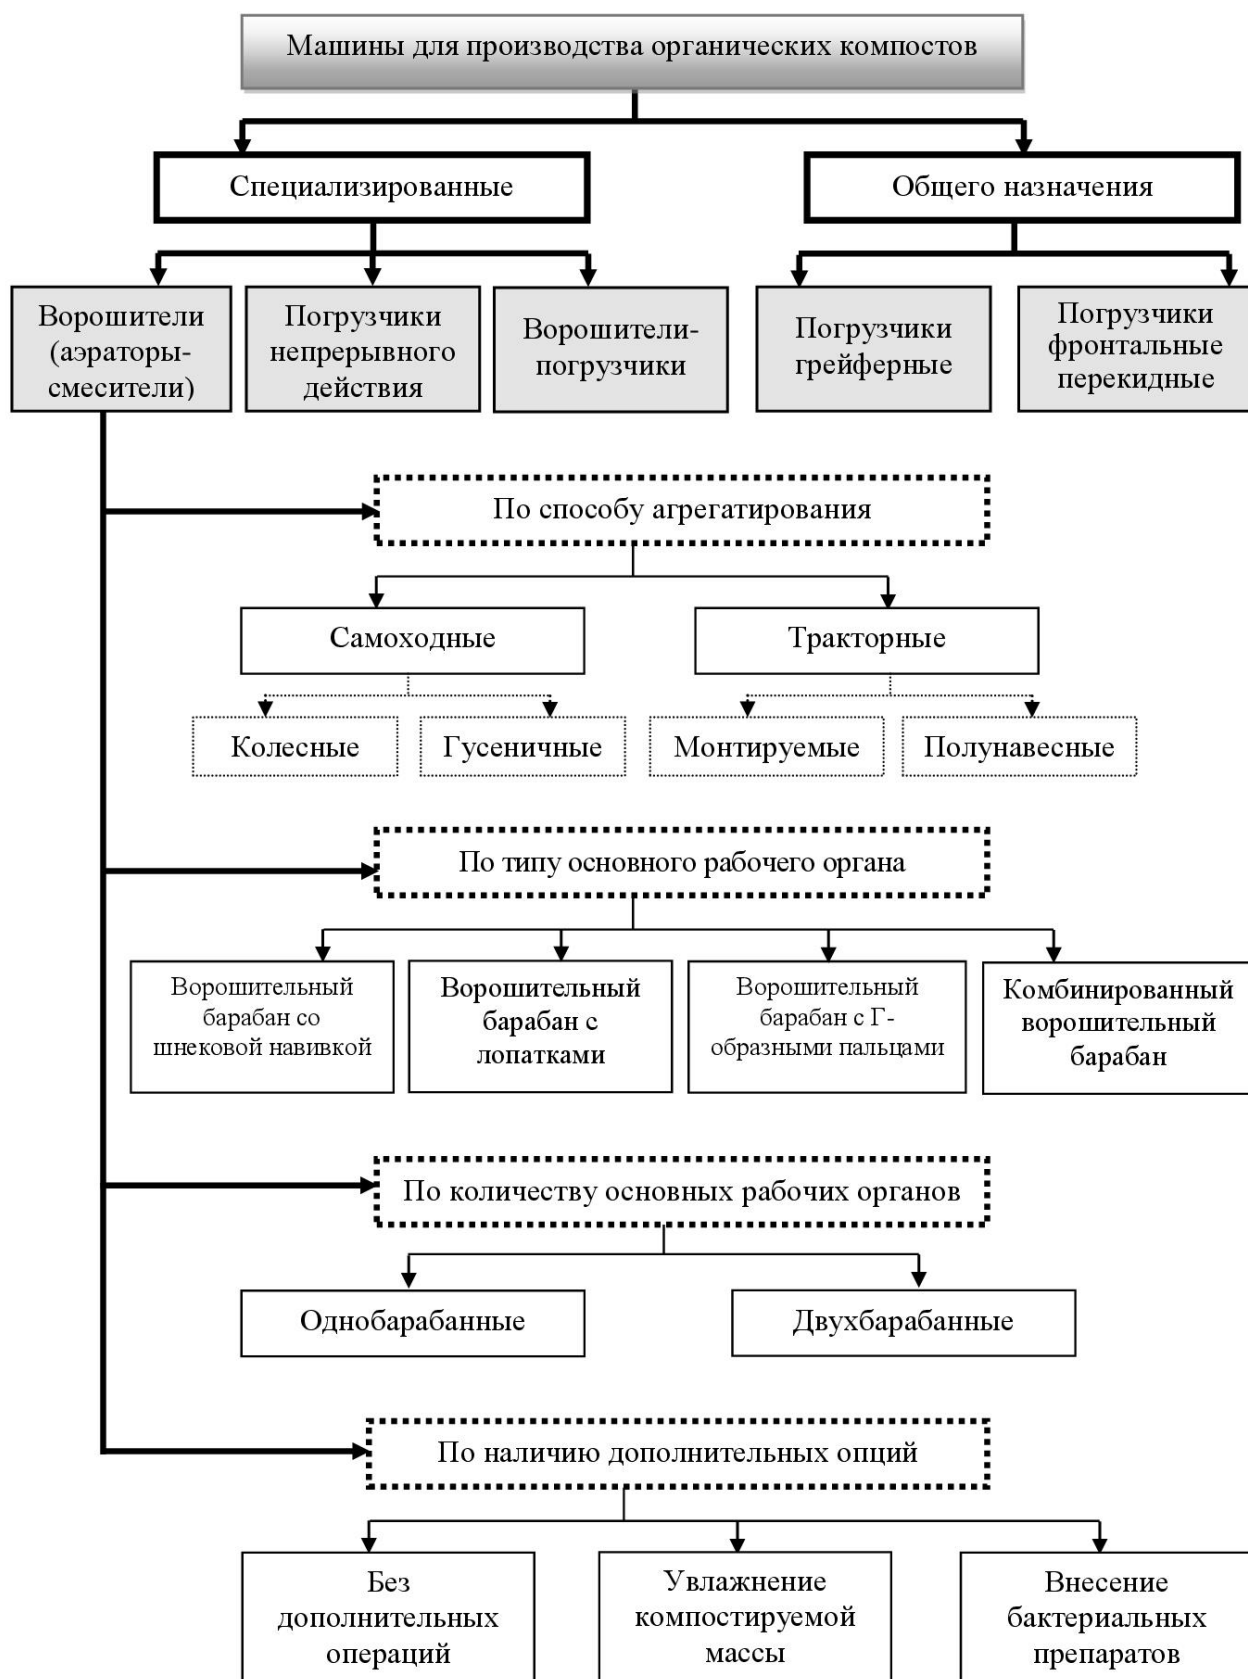 Машины для производства органических компостов
Специализированные
Общего назначения
Ворошители
(аэраторы-
смесители)
Погрузчики
непрерывного
действия
Ворошители-
погрузчики
Погрузчики
грейферные
Погрузчики
фронтальные
перекидные
По способу агрегатирования
Самоходные
Тракторные
Колесные
Гусеничные
Монтируемые
Полунавесные
По типу основного рабочего органа
Ворошительный
барабан со
шнековой навивкой
Ворошительный
барабан с
лопатками
Ворошительный
барабан с Г-
образными пальцами
Комбинированный
ворошительный
барабан
По количеству основных рабочих органов
Однобарабанные
Двухбарабанные
По наличию дополнительных опций
Без
дополнительных
операций
Увлажнение
компостируемой
массы
Внесение
бактериальных
препаратов